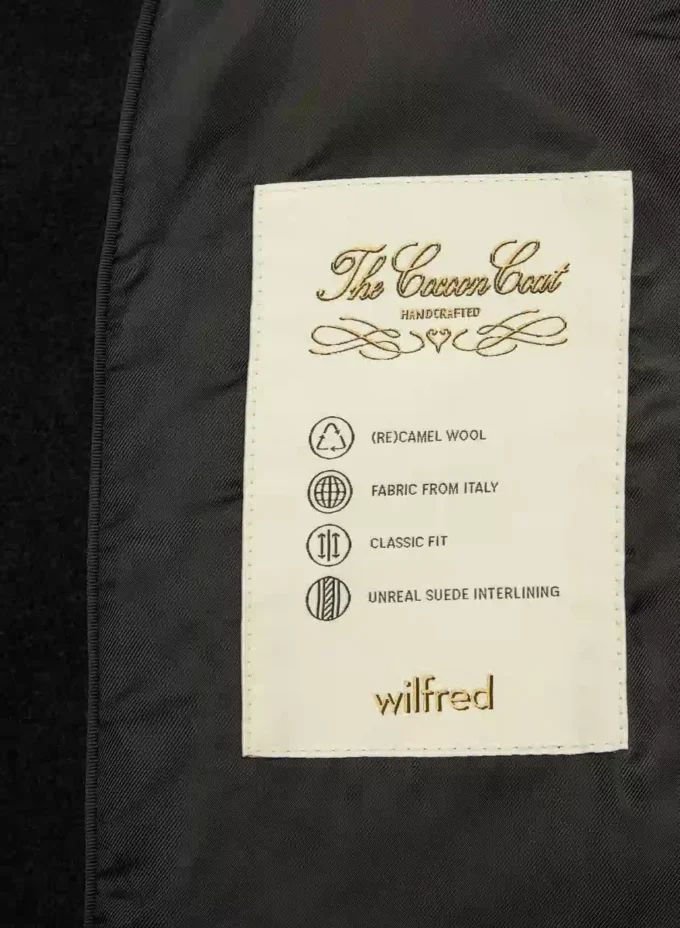 The Cocoon Coat
HANDCRAFTED
(RE)CAMEL WOOL
FABRIC FROM ITALY
CLASSIC FIT
UNREAL SUEDE INTERLINING
wilfred